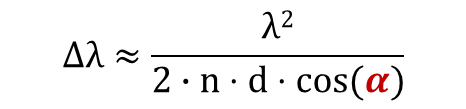 Δλ ≈ λ² / 2 · n · d · cos(α)